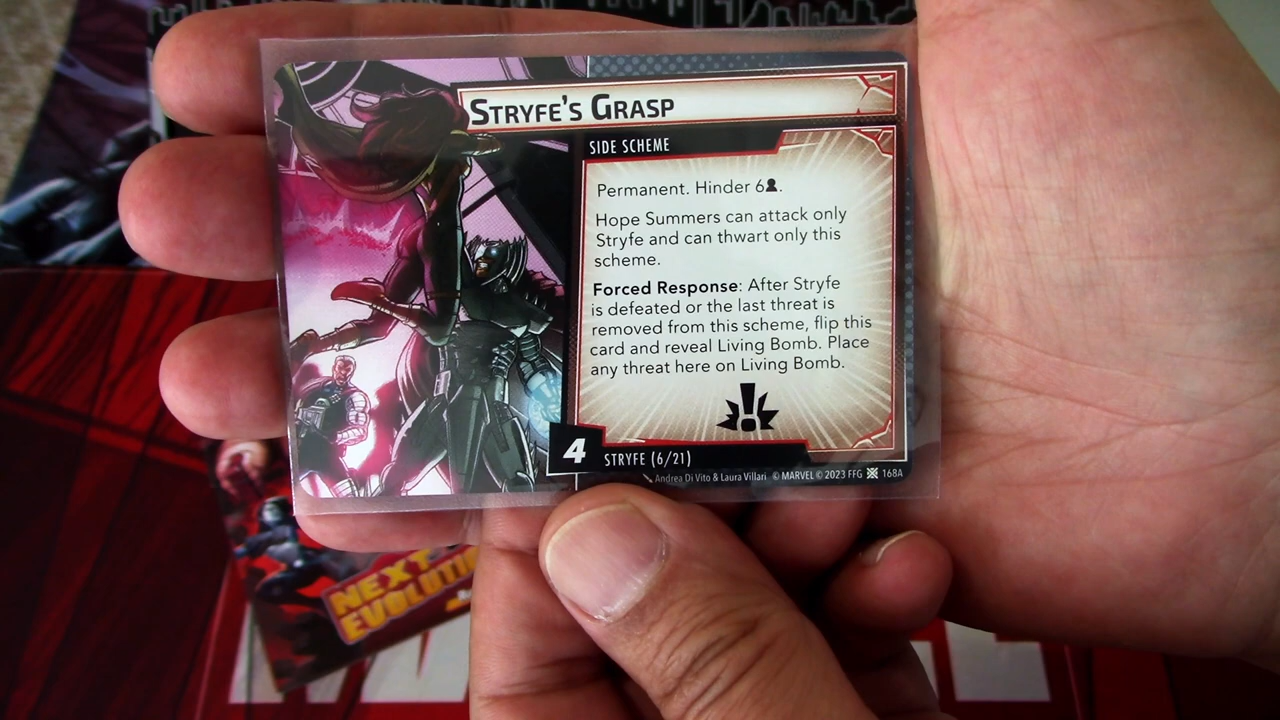 STRYFE'S GRASP
SIDE SCHEME
Permanent. Hinder 6.
Hope Summers can attack only
Stryfe and can thwart only this
scheme.
Forced Response: After Stryfe
is defeated or the last threat is
removed from this scheme, flip this
card and reveal Living Bomb. Place
any threat here on Living Bomb.
4
STRYFE (6/21)
Andrea Di Vito & Laura Villari © MARVEL © 2023 FFG 168A
NEXT